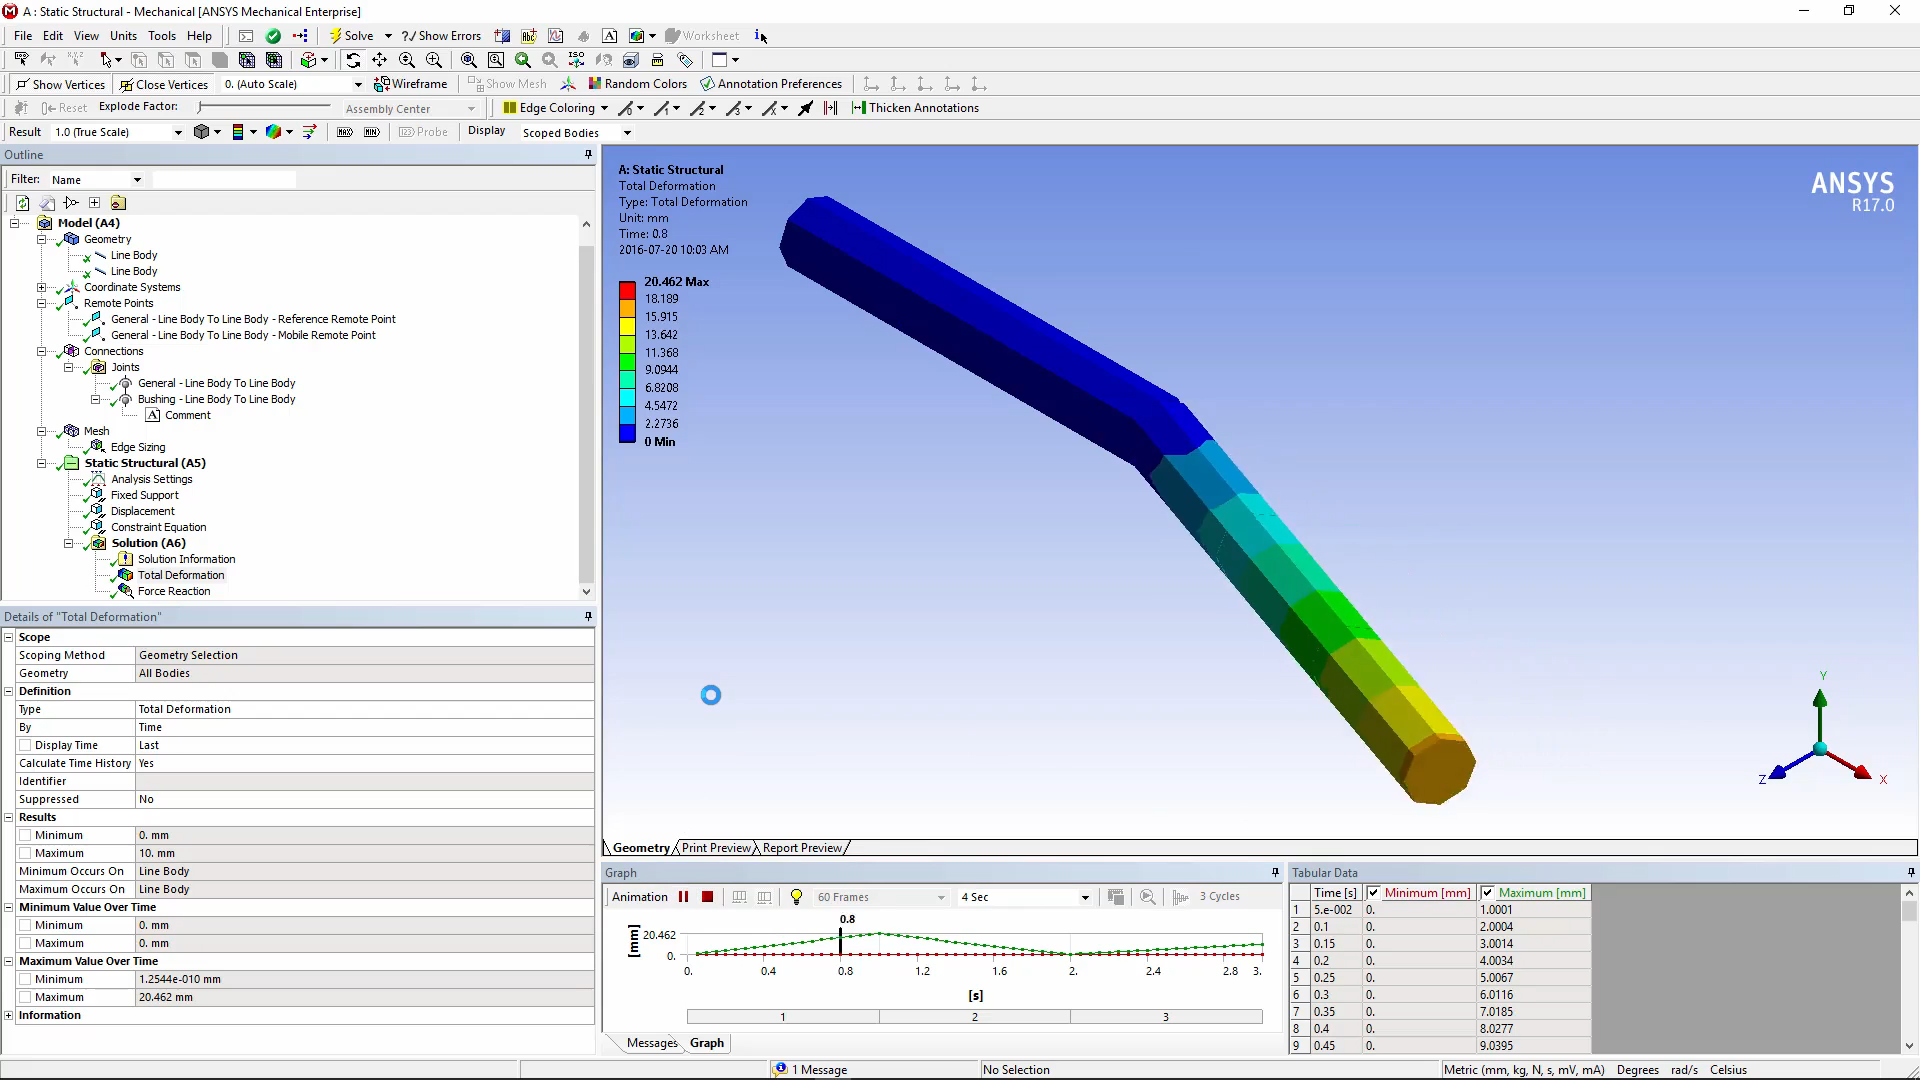 A : Static Structural - Mechanical [ANSYS Mechanical Enterprise]
File Edit View Units Tools Help Solve ?/ Show Errors Worksheet
Show Vertices Close Vertices 0. (Auto Scale) Wireframe Show Mesh Random Colors Annotation Preferences
Reset Explode Factor: Assembly Center Edge Coloring Thicken Annotations
Result 1.0 (True Scale) MAX MIN Probe Display Scoped Bodies
Outline
Filter: Name
Model (A4)
Geometry
Line Body
Line Body
Coordinate Systems
Remote Points
General - Line Body To Line Body - Reference Remote Point
General - Line Body To Line Body - Mobile Remote Point
Connections
Joints
General - Line Body To Line Body
Bushing - Line Body To Line Body
Comment
Mesh
Edge Sizing
Static Structural (A5)
Analysis Settings
Fixed Support
Displacement
Constraint Equation
Solution (A6)
Solution Information
Total Deformation
Force Reaction
Details of "Total Deformation"
Scope
Scoping Method Geometry Selection
Geometry All Bodies
Definition
Type Total Deformation
By Time
Display Time Last
Calculate Time History Yes
Identifier
Suppressed No
Results
Minimum 0. mm
Maximum 10. mm
Minimum Occurs On Line Body
Maximum Occurs On Line Body
Minimum Value Over Time
Minimum 0. mm
Maximum 0. mm
Maximum Value Over Time
Minimum 1.2544e-010 mm
Maximum 20.462 mm
Information
A: Static Structural
Total Deformation
Type: Total Deformation
Unit: mm
Time: 0.8
2016-07-20 10:03 AM
20.462 Max
18.189
15.915
13.642
11.368
9.0944
6.8208
4.5472
2.2736
0 Min
ANSYS
R17.0
Y
Z
X
Geometry Print Preview Report Preview
Graph
Animation 60 Frames 4 Sec 3 Cycles
0.8
[mm]
20.462
0.
0. 0.4 0.8 1.2 1.6 2. 2.4 2.8 3.
[s]
1 2 3
Messages Graph
Tabular Data
Time [s] Minimum [mm] Maximum [mm]
1 5.e-002 0. 1.0001
2 0.1 0. 2.0004
3 0.15 0. 3.0014
4 0.2 0. 4.0034
5 0.25 0. 5.0067
6 0.3 0. 6.0116
7 0.35 0. 7.0185
8 0.4 0. 8.0277
9 0.45 0. 9.0395
1 Message No Selection Metric (mm, kg, N, s, mV, mA) Degrees rad/s Celsius